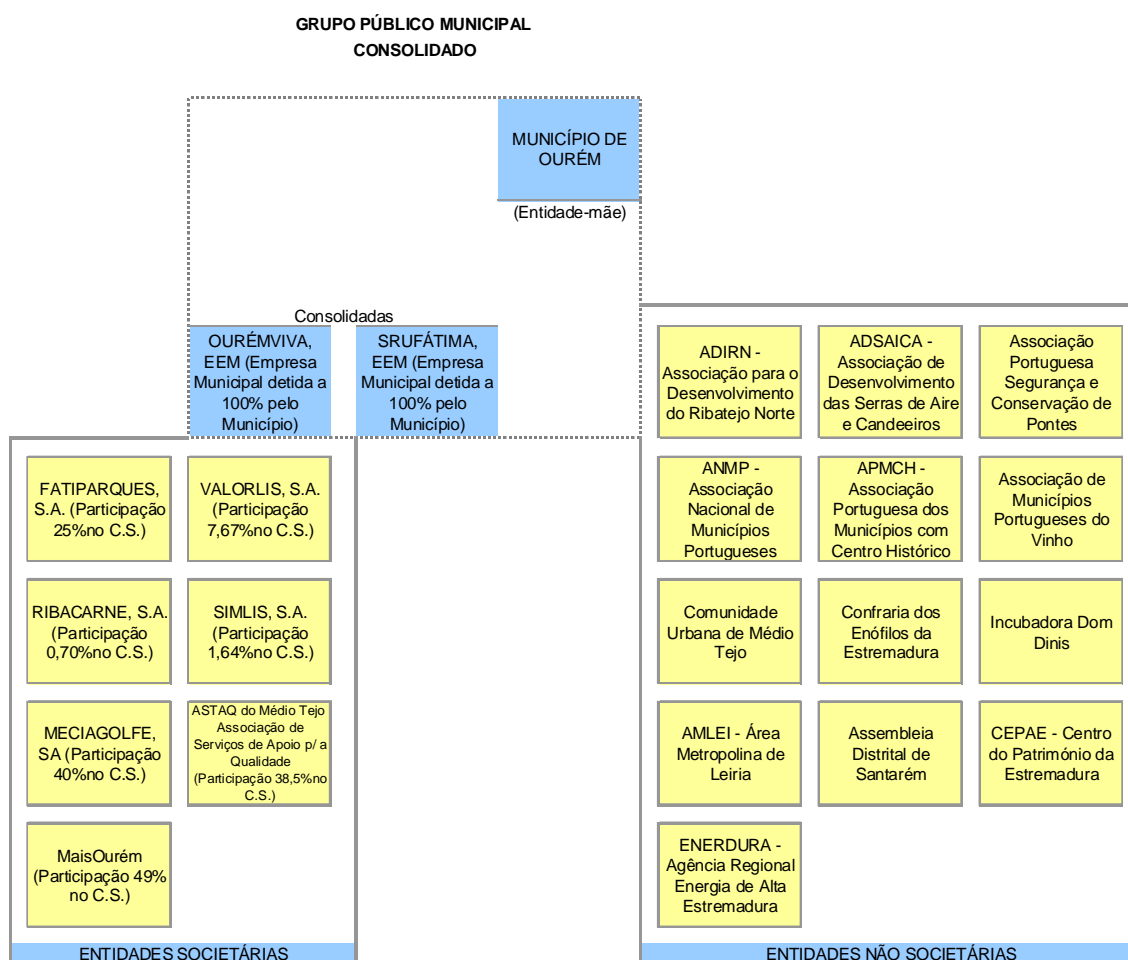 GRUPO PÚBLICO MUNICIPAL
CONSOLIDADO
MUNICÍPIO DE
OURÉM
(Entidade-mãe)
Consolidadas
OURÉMVIVA,
EEM (Empresa
Municipal detida a
100% pelo
Município)
SRUFÁTIMA,
EEM (Empresa
Municipal detida a
100% pelo
Município)
FATIPARQUES,
S.A. (Participação
25%no C.S.)
VALORLIS, S.A.
(Participação
7,67%no C.S.)
RIBACARNE, S.A.
(Participação
0,70%no C.S.)
SIMLIS, S.A.
(Participação
1,64%no C.S.)
MECIAGOLFE,
SA (Participação
40%no C.S.)
ASTAQ do Médio Tejo
Associação de
Serviços de Apoio p/ a
Qualidade
(Participação 38,5%no
C.S.)
MaisOurém
(Participação 49%
no C.S.)
ENTIDADES SOCIETÁRIAS
ADIRN -
Associação para o
Desenvolvimento
do Ribatejo Norte
ADSAICA -
Associação de
Desenvolvimento
das Serras de Aire
e Candeeiros
Associação
Portuguesa
Segurança e
Conservação de
Pontes
ANMP -
Associação
Nacional de
Municípios
Portugueses
APMCH -
Associação
Portuguesa dos
Municípios com
Centro Histórico
Associação de
Municípios
Portugueses do
Vinho
Comunidade
Urbana de Médio
Tejo
Confraria dos
Enófilos da
Estremadura
Incubadora Dom
Dinis
AMLEI - Área
Metropolina de
Leiria
Assembleia
Distrital de
Santarém
CEPAE - Centro
do Património da
Estremadura
ENERDURA -
Agência Regional
Energia de Alta
Estremadura
ENTIDADES NÃO SOCIETÁRIAS